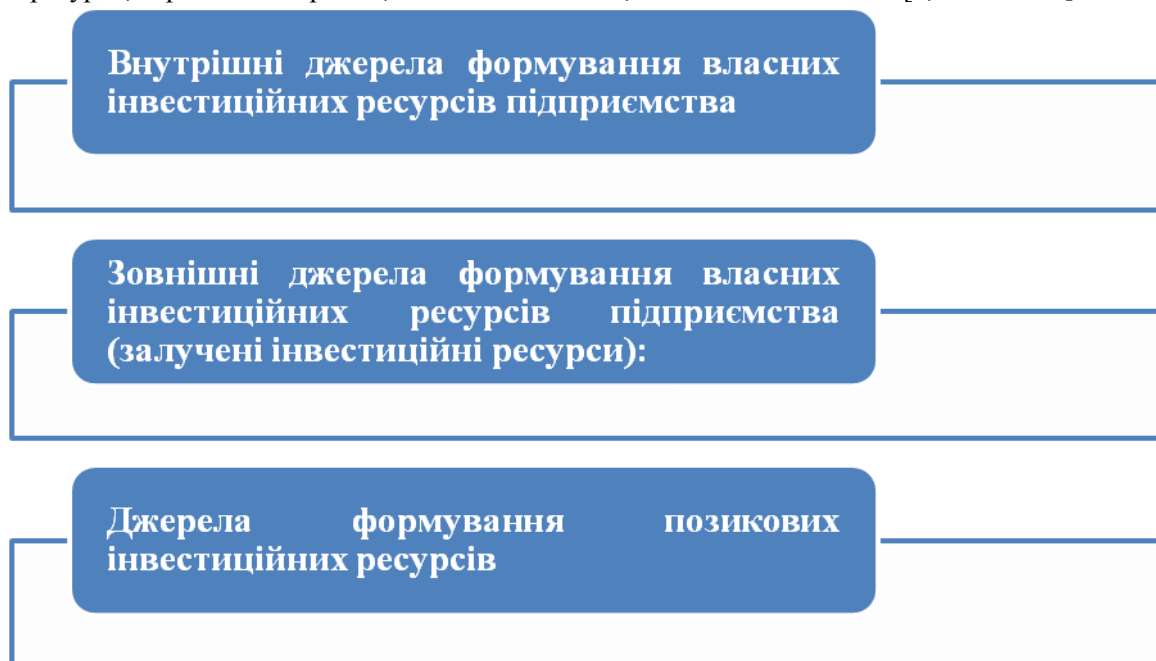 Внутрішні джерела формування власних
інвестиційних ресурсів підприємства
Зовнішні джерела формування власних
інвестиційних ресурсів підприємства
(залучені інвестиційні ресурси):
Джерела формування позикових
інвестиційних ресурсів